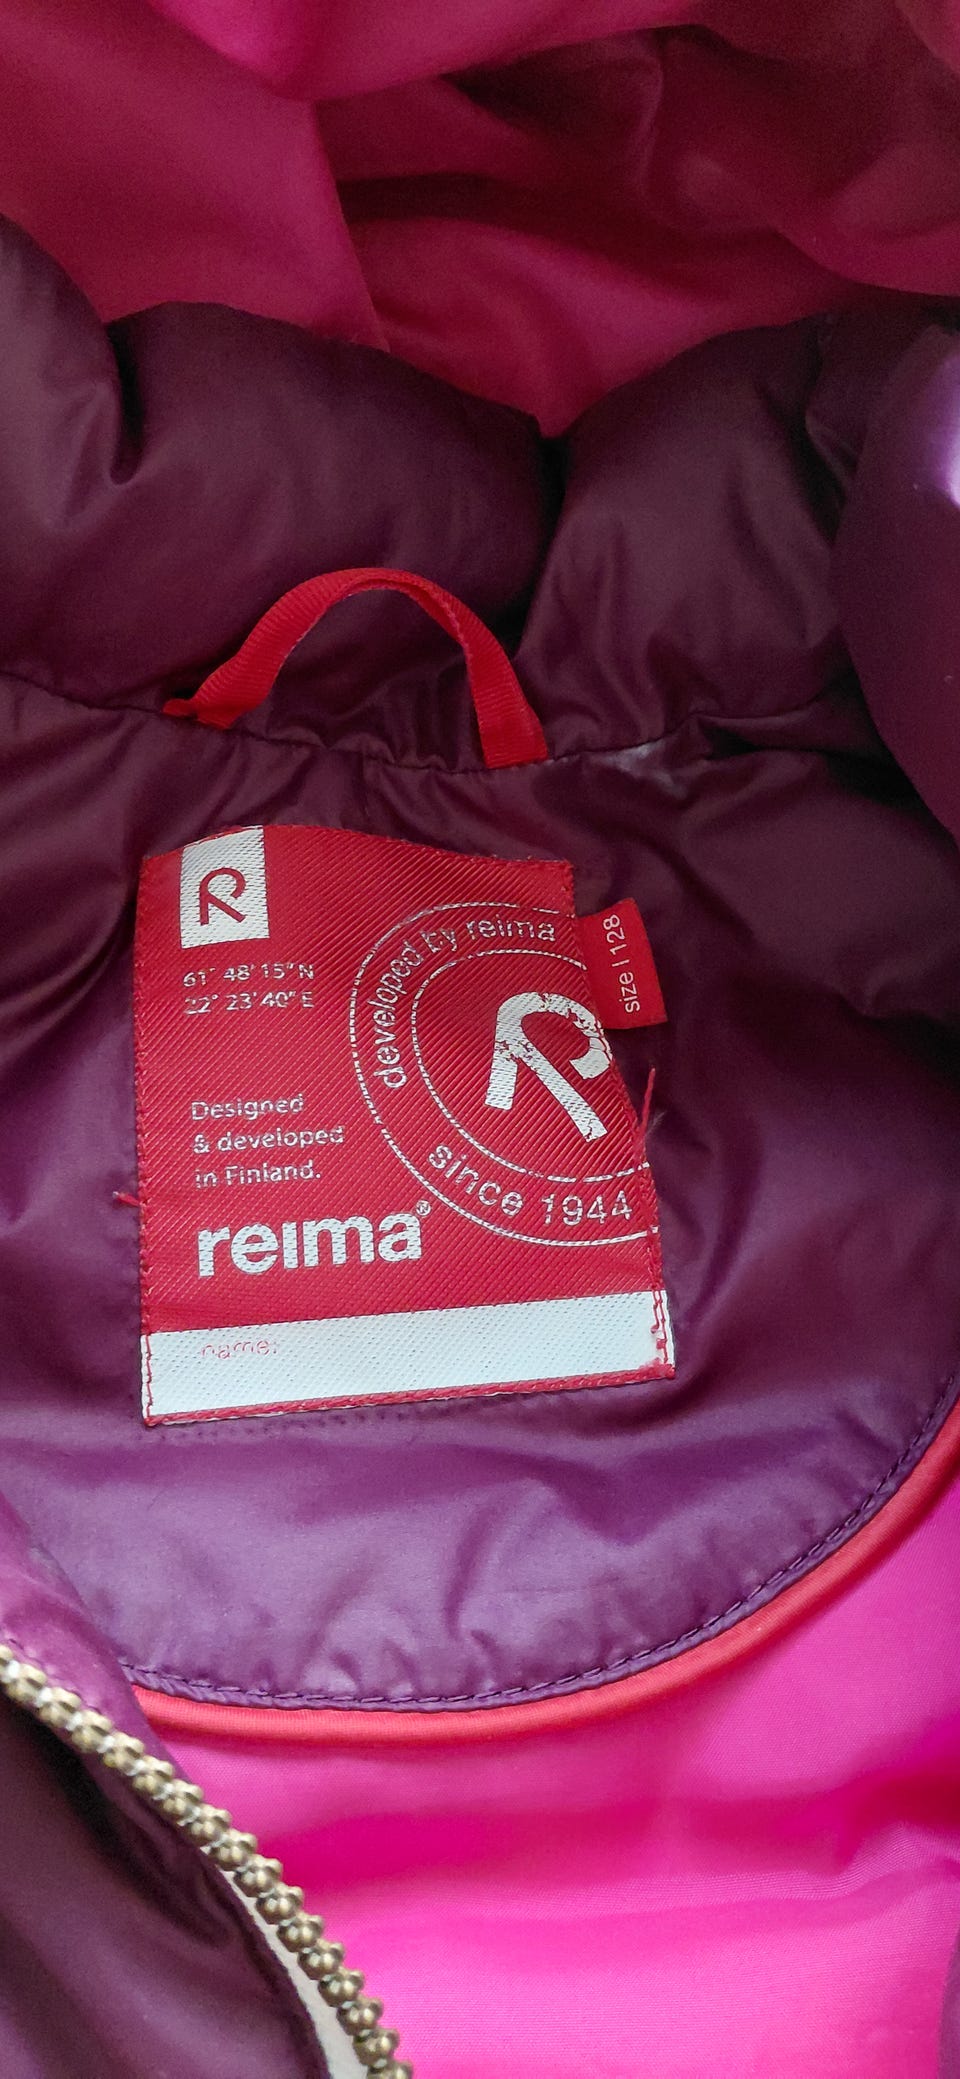 R
61° 48' 15" N
22° 23' 40" E
developed by reima
since 1944
size | 128
Designed
& developed
in Finland.
reima®
name: